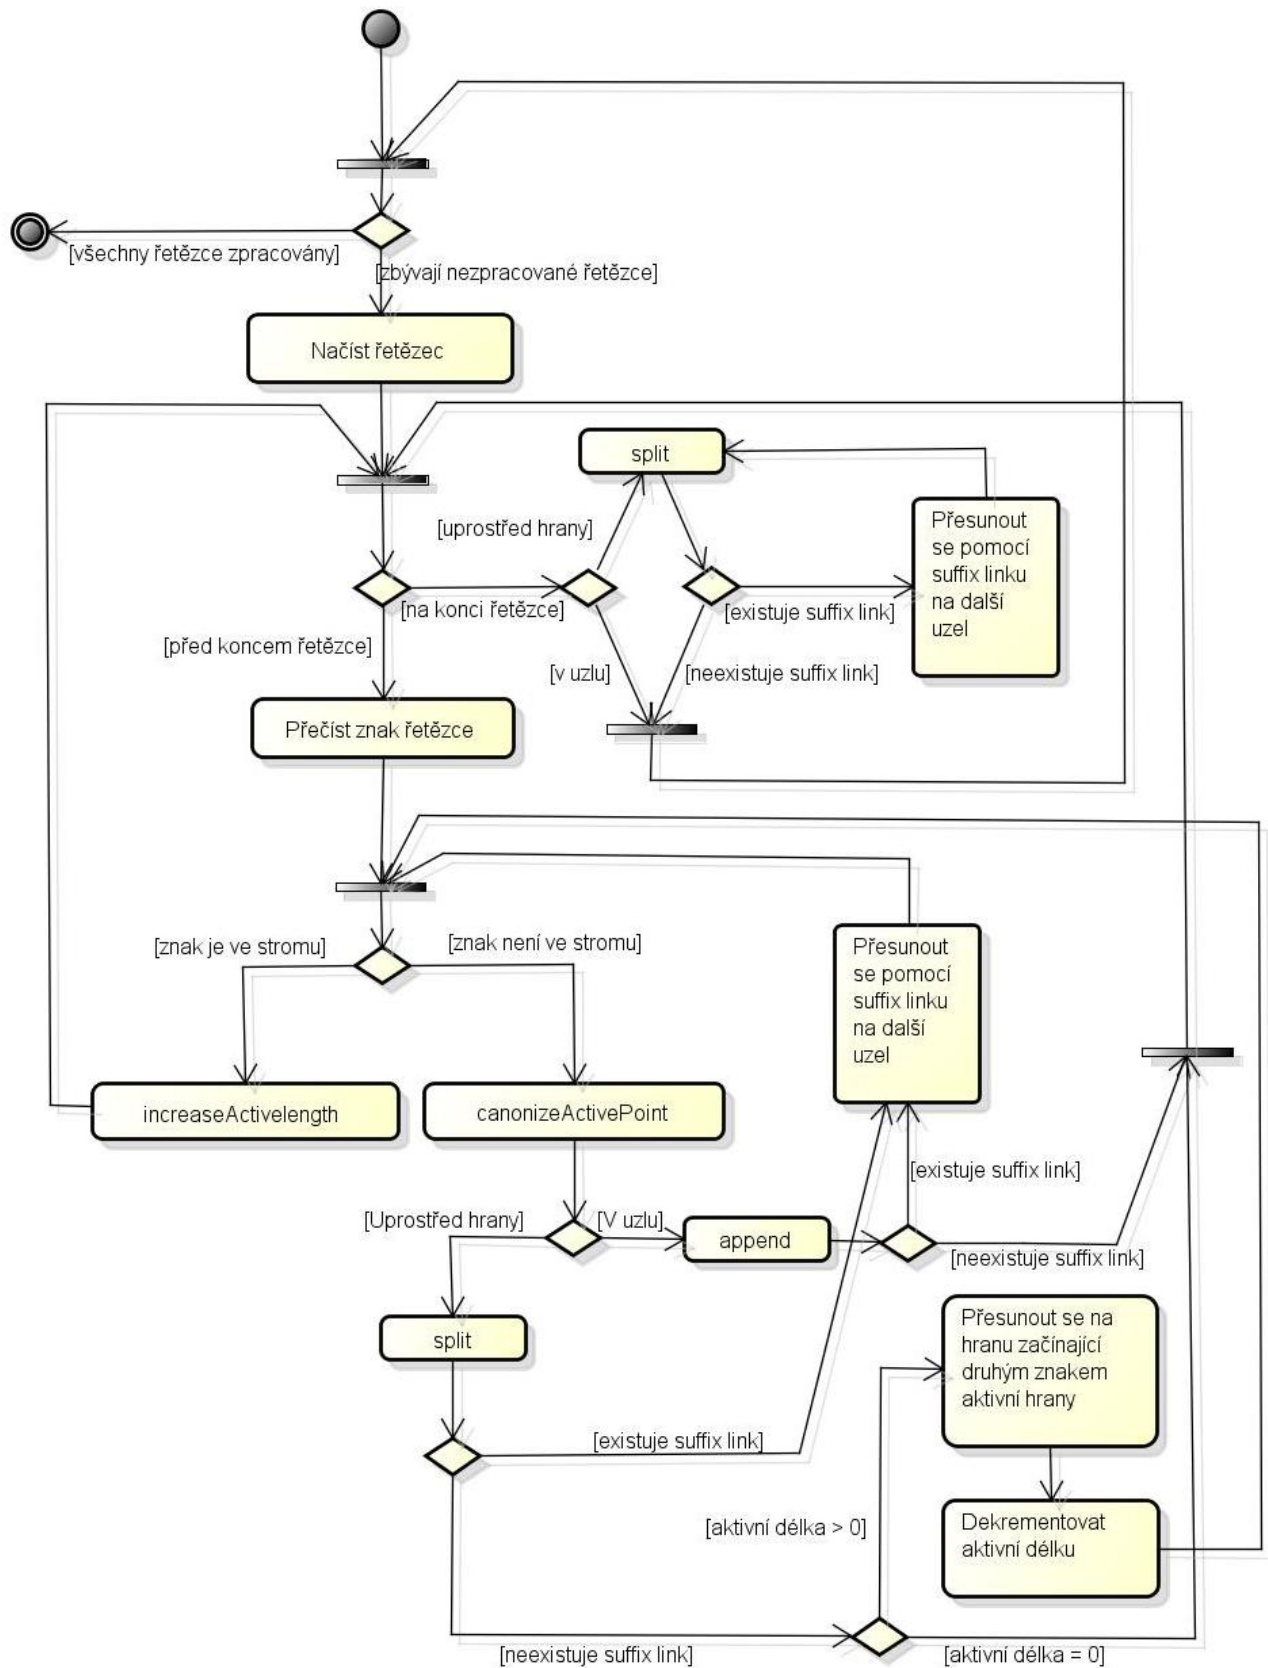 [všechny řetězce zpracovány]
[zbývají nezpracované řetězce]
Načíst řetězec
split
[uprostřed hrany]
Přesunout
se pomocí
suffix linku
na další
uzel
[na konci řetězce]
[existuje suffix link]
[před koncem řetězce]
[v uzlu]
[neexistuje suffix link]
Přečíst znak řetězce
[znak je ve stromu]
[znak není ve stromu]
Přesunout
se pomocí
suffix linku
na další
uzel
increaseActivelength
canonizeActivePoint
[existuje suffix link]
[Uprostřed hrany]
[V uzlu]
append
[neexistuje suffix link]
split
Přesunout se na
hranu začínající
druhým znakem
aktivní hrany
[existuje suffix link]
[aktivní délka > 0]
Dekrementovat
aktivní délku
[neexistuje suffix link]
[aktivní délka = 0]